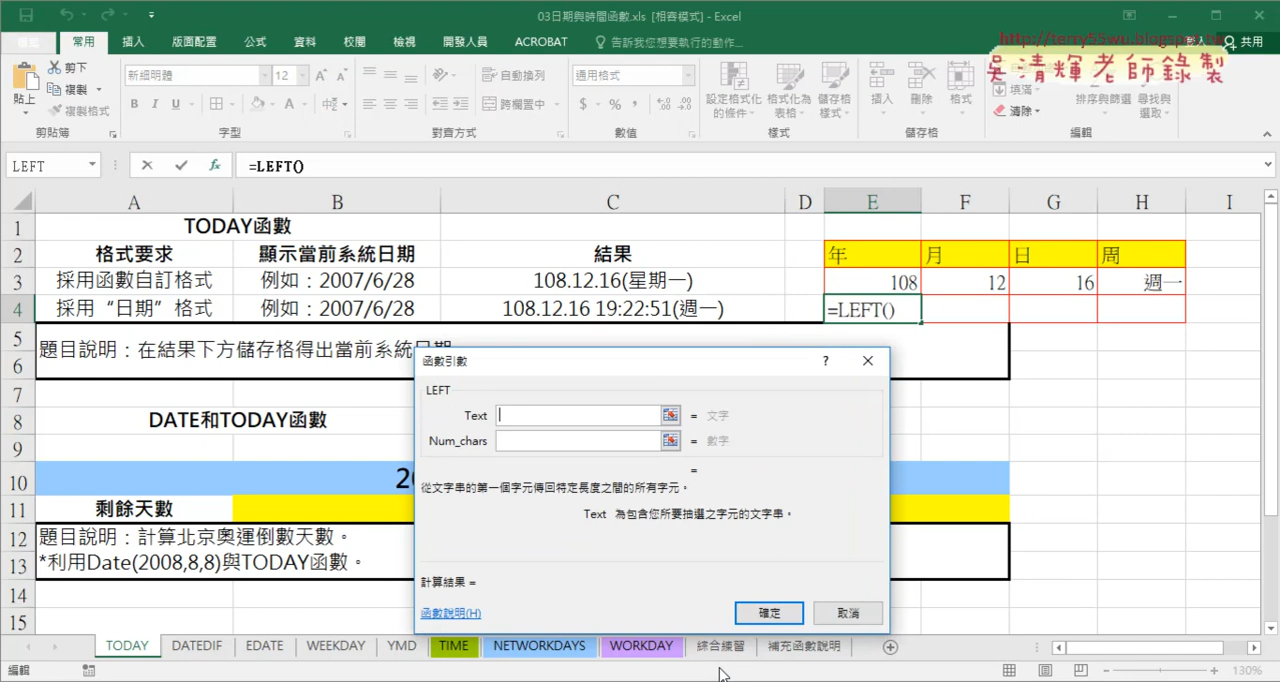 03日期與時間函數.xls [相容模式] - Excel
常用 插入 版面配置 公式 資料 校閱 檢視 開發人員 ACROBAT 告訴我您想要執行的動作... 共用
http://terry55wu.blogspot.tw
吳清輝老師錄製
貼上 剪下 複製 複製格式 剪貼簿
新細明體 12 B I U 字型
自動換列 跨欄置中 對齊方式
通用格式 $ % 數值
設定格式化的條件 格式化為表格 儲存格樣式 樣式
插入 刪除 格式 儲存格
填滿 清除 排序與篩選 尋找與選取 編輯
LEFT fx =LEFT()
A B C D E F G H I
1 TODAY函數
2 格式要求 顯示當前系統日期 結果 年 月 日 周
3 採用函數自訂格式 例如：2007/6/28 108.12.16(星期一) 108 12 16 週一
4 採用“日期”格式 例如：2007/6/28 108.12.16 19:22:51(週一) =LEFT()
5 題目說明：在結果下方儲存格得出當前系統日期
6
7
8 DATE和TODAY函數
9
10 20
11 剩餘天數
12 題目說明：計算北京奧運倒數天數。
13 *利用Date(2008,8,8)與TODAY函數。
14
15
函數引數 ?
LEFT
Text = 文字
Num_chars = 數字
=
從文字串的第一個字元傳回特定長度之間的所有字元。
Text 為包含您所要抽選之字元的文字串。
計算結果 =
函數說明(H) 確定 取消
TODAY DATEDIF EDATE WEEKDAY YMD TIME NETWORKDAYS WORKDAY 綜合練習 補充函數說明
編輯 130%